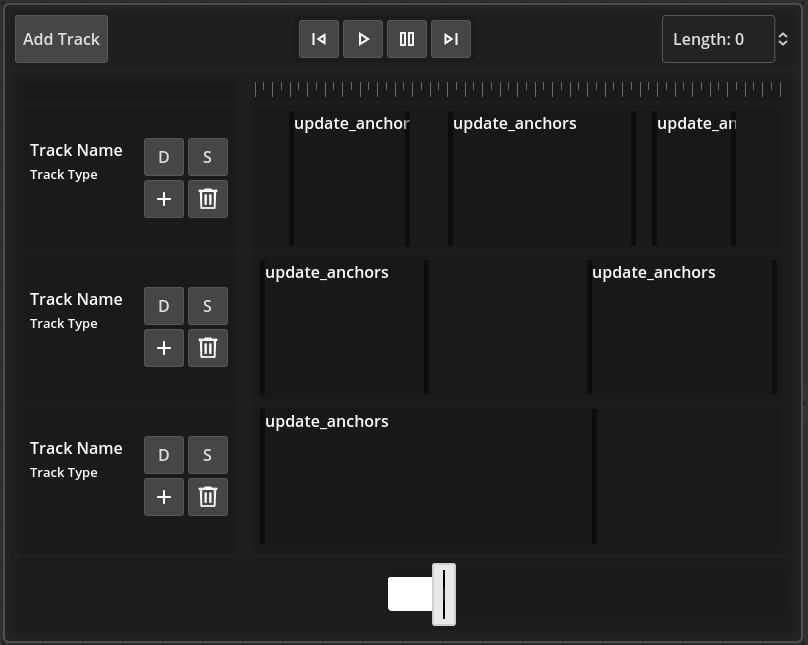 Add Track
Length: 0
Track Name
Track Type
D S
update_anchor
update_anchors
update_an
Track Name
Track Type
D S
update_anchors
update_anchors
Track Name
Track Type
D S
update_anchors